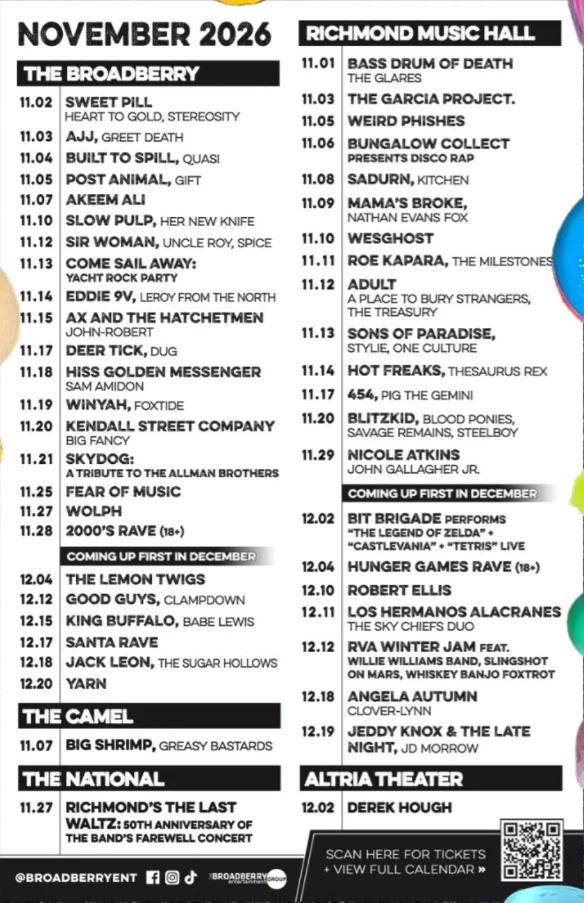 NOVEMBER 2026
THE BROADBERRY
11.02 SWEET PILL
HEART TO GOLD, STEREOSITY
11.03 AJJ, GREET DEATH
11.04 BUILT TO SPILL, QUASI
11.05 POST ANIMAL, GIFT
11.07 AKEEM ALI
11.10 SLOW PULP, HER NEW KNIFE
11.12 SIR WOMAN, UNCLE ROY, SPICE
11.13 COME SAIL AWAY:
YACHT ROCK PARTY
11.14 EDDIE 9V, LEROY FROM THE NORTH
11.15 AX AND THE HATCHETMEN
JOHN-ROBERT
11.17 DEER TICK, DUG
11.18 HISS GOLDEN MESSENGER
SAM AMIDON
11.19 WINYAH, FOXTIDE
11.20 KENDALL STREET COMPANY
BIG FANCY
11.21 SKYDOG:
A TRIBUTE TO THE ALLMAN BROTHERS
11.25 FEAR OF MUSIC
11.27 WOLPH
11.28 2000'S RAVE (18+)
COMING UP FIRST IN DECEMBER
12.04 THE LEMON TWIGS
12.12 GOOD GUYS, CLAMPDOWN
12.15 KING BUFFALO, BABE LEWIS
12.17 SANTA RAVE
12.18 JACK LEON, THE SUGAR HOLLOWS
12.20 YARN
THE CAMEL
11.07 BIG SHRIMP, GREASY BASTARDS
THE NATIONAL
11.27 RICHMOND'S THE LAST
WALTZ: 50TH ANNIVERSARY OF
THE BAND'S FAREWELL CONCERT
RICHMOND MUSIC HALL
11.01 BASS DRUM OF DEATH
THE GLARES
11.03 THE GARCIA PROJECT.
11.05 WEIRD PHISHES
11.06 BUNGALOW COLLECT
PRESENTS DISCO RAP
11.08 SADURN, KITCHEN
11.09 MAMA'S BROKE,
NATHAN EVANS FOX
11.10 WESGHOST
11.11 ROE KAPARA, THE MILESTONES
11.12 ADULT
A PLACE TO BURY STRANGERS,
THE TREASURY
11.13 SONS OF PARADISE,
STYLIE, ONE CULTURE
11.14 HOT FREAKS, THESAURUS REX
11.17 454, PIG THE GEMINI
11.20 BLITZKID, BLOOD PONIES,
SAVAGE REMAINS, STEELBOY
11.29 NICOLE ATKINS
JOHN GALLAGHER JR.
COMING UP FIRST IN DECEMBER
12.02 BIT BRIGADE PERFORMS
"THE LEGEND OF ZELDA" +
"CASTLEVANIA" + "TETRIS" LIVE
12.04 HUNGER GAMES RAVE (18+)
12.10 ROBERT ELLIS
12.11 LOS HERMANOS ALACRANES
THE SKY CHIEFS DUO
12.12 RVA WINTER JAM FEAT.
WILLIE WILLIAMS BAND, SLINGSHOT
ON MARS, WHISKEY BANJO FOXTROT
12.18 ANGELA AUTUMN
CLOVER-LYNN
12.19 JEDDY KNOX & THE LATE
NIGHT, JD MORROW
ALTRIA THEATER
12.02 DEREK HOUGH
@BROADBERRYENT
THE BROADBERRY
entertainment GROUP
SCAN HERE FOR TICKETS
+ VIEW FULL CALENDAR »